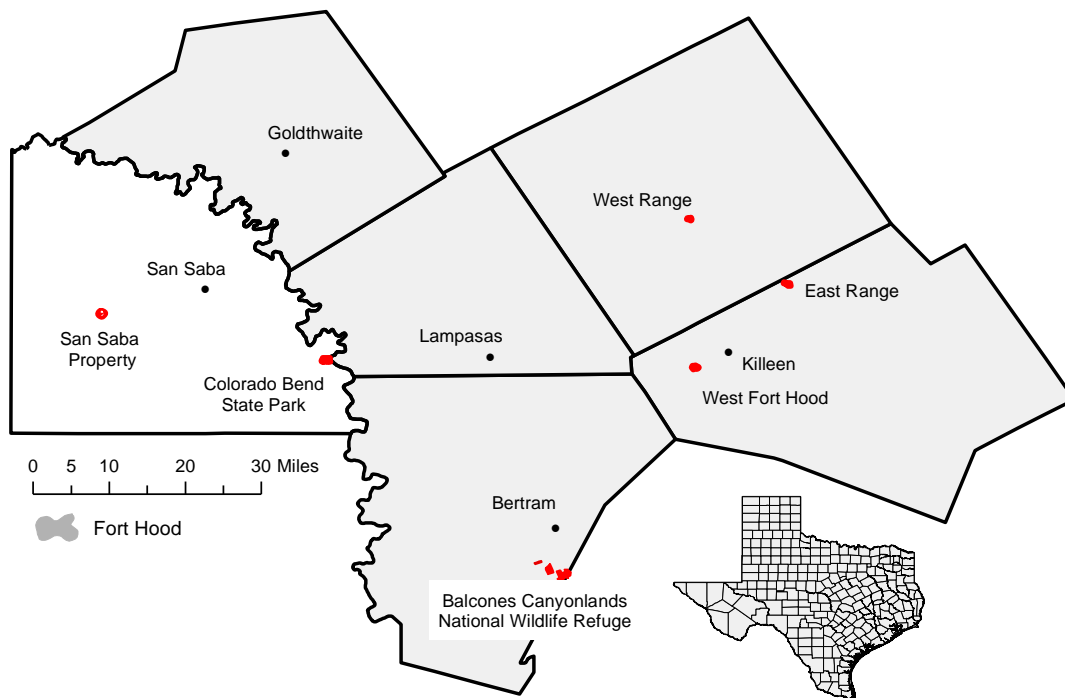 Goldthwaite
West Range
San Saba
East Range
San Saba
Property
Lampasas
Killeen
Colorado Bend
State Park
West Fort Hood
0 5 10 20 30 Miles
Bertram
Fort Hood
Balcones Canyonlands
National Wildlife Refuge